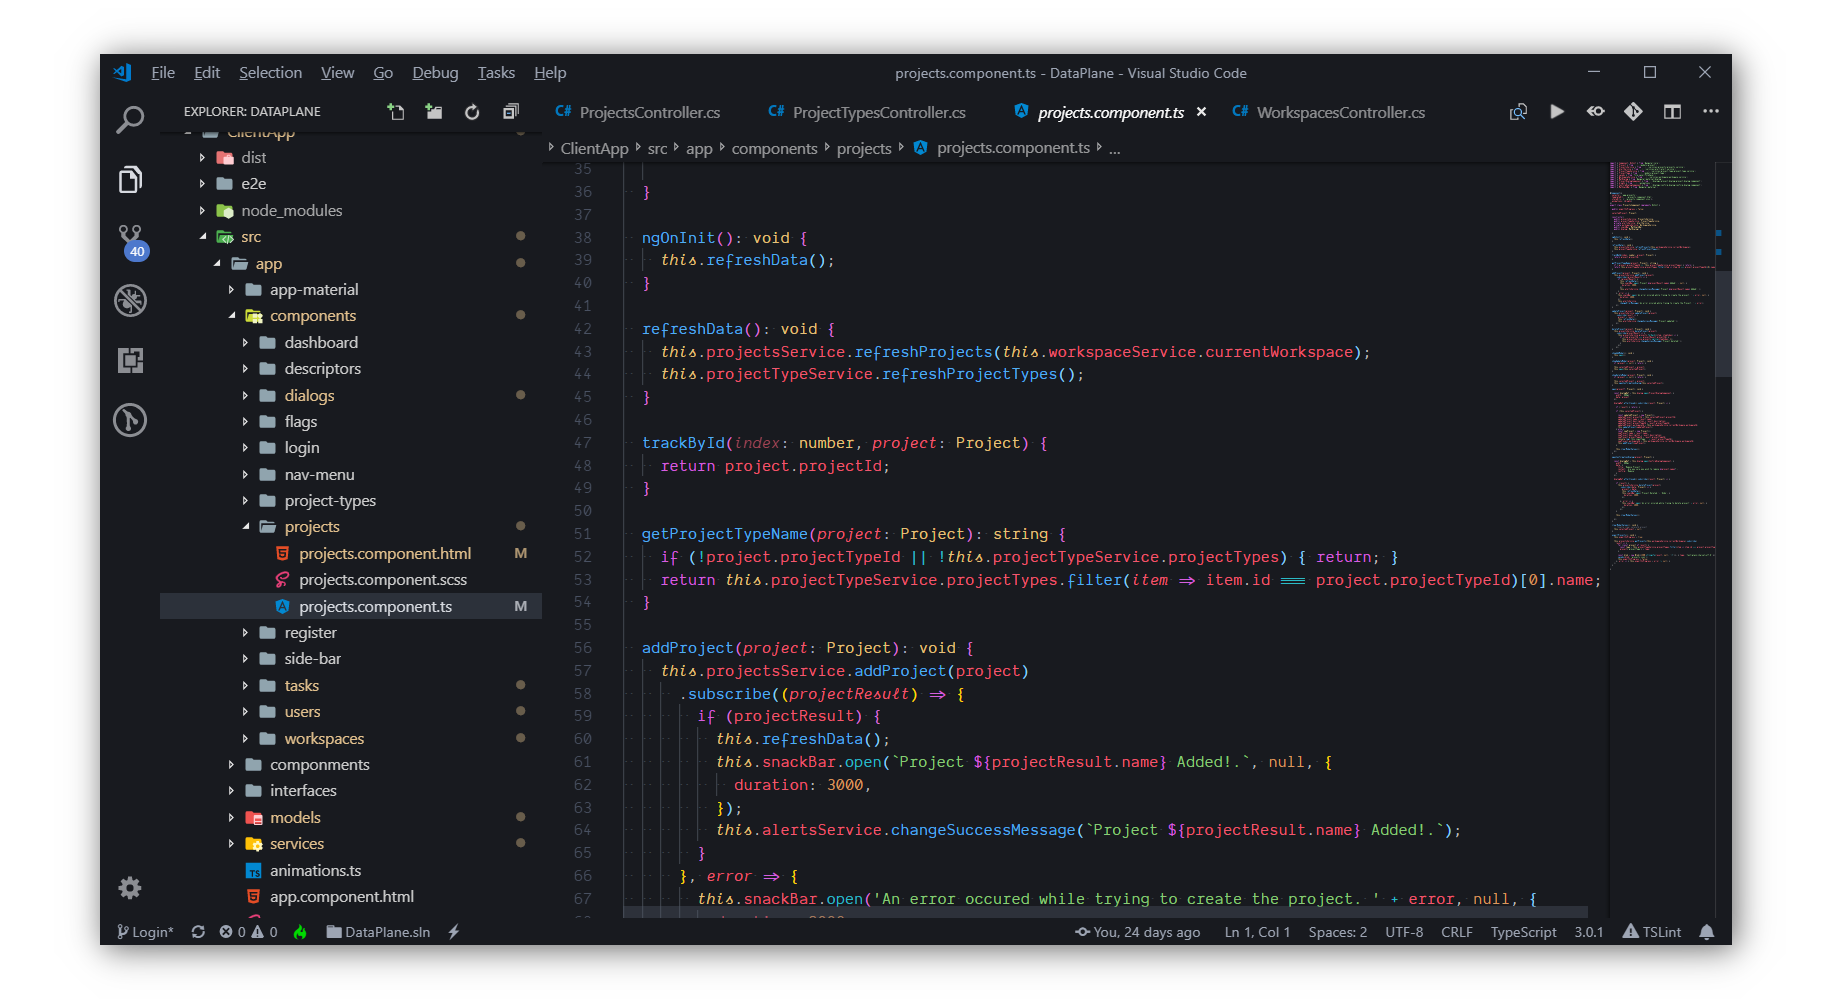 File Edit Selection View Go Debug Tasks Help
projects.component.ts - DataPlane - Visual Studio Code
EXPLORER: DATAPLANE
C# ProjectsController.cs
C# ProjectTypesController.cs
projects.component.ts ×
C# WorkspacesController.cs
ClientApp
dist
e2e
node_modules
src
app
app-material
components
dashboard
descriptors
dialogs
flags
login
nav-menu
project-types
projects
projects.component.html M
projects.component.scss
projects.component.ts M
register
side-bar
tasks
users
workspaces
componments
interfaces
models
services
TS animations.ts
app.component.html
40
ClientApp src app components projects projects.component.ts ...
35
36 }
37
38 ngOnInit(): void {
39 this.refreshData();
40 }
41
42 refreshData(): void {
43 this.projectsService.refreshProjects(this.workspaceService.currentWorkspace);
44 this.projectTypeService.refreshProjectTypes();
45 }
46
47 trackById(index: number, project: Project) {
48 return project.projectId;
49 }
50
51 getProjectTypeName(project: Project): string {
52 if (!project.projectTypeId || !this.projectTypeService.projectTypes) { return; }
53 return this.projectTypeService.projectTypes.filter(item => item.id === project.projectTypeId)[0].name;
54 }
55
56 addProject(project: Project): void {
57 this.projectsService.addProject(project)
58 .subscribe((projectResult) => {
59 if (projectResult) {
60 this.refreshData();
61 this.snackBar.open(`Project ${projectResult.name} Added!.`, null, {
62 duration: 3000,
63 });
64 this.alertsService.changeSuccessMessage(`Project ${projectResult.name} Added!.`);
65 }
66 }, error => {
67 this.snackBar.open('An error occured while trying to create the project. ' + error, null, {
Login* 0 0 DataPlane.sln
You, 24 days ago Ln 1, Col 1 Spaces: 2 UTF-8 CRLF TypeScript 3.0.1 TSLint